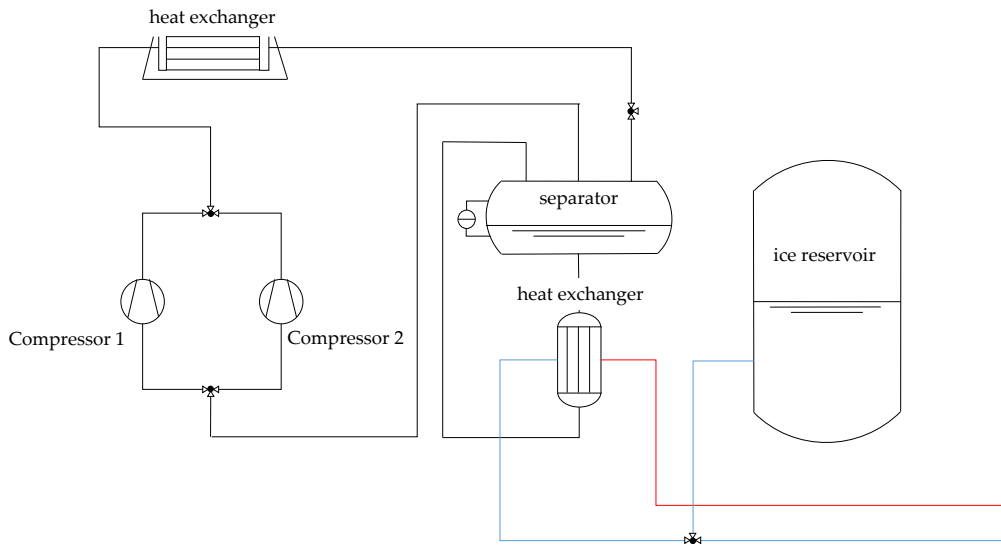 heat exchanger
separator
ice reservoir
heat exchanger
Compressor 1
Compressor 2